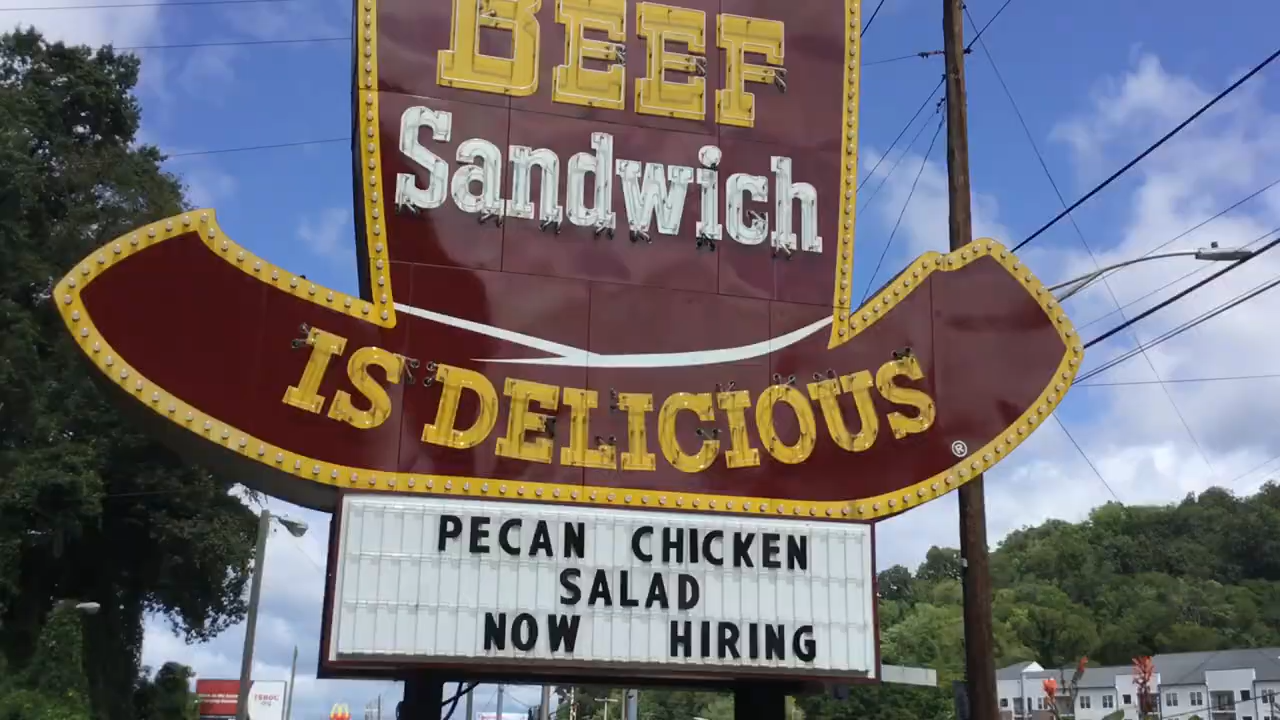 BEEF
Sandwich
IS DELICIOUS
®
PECAN CHICKEN
SALAD
NOW HIRING